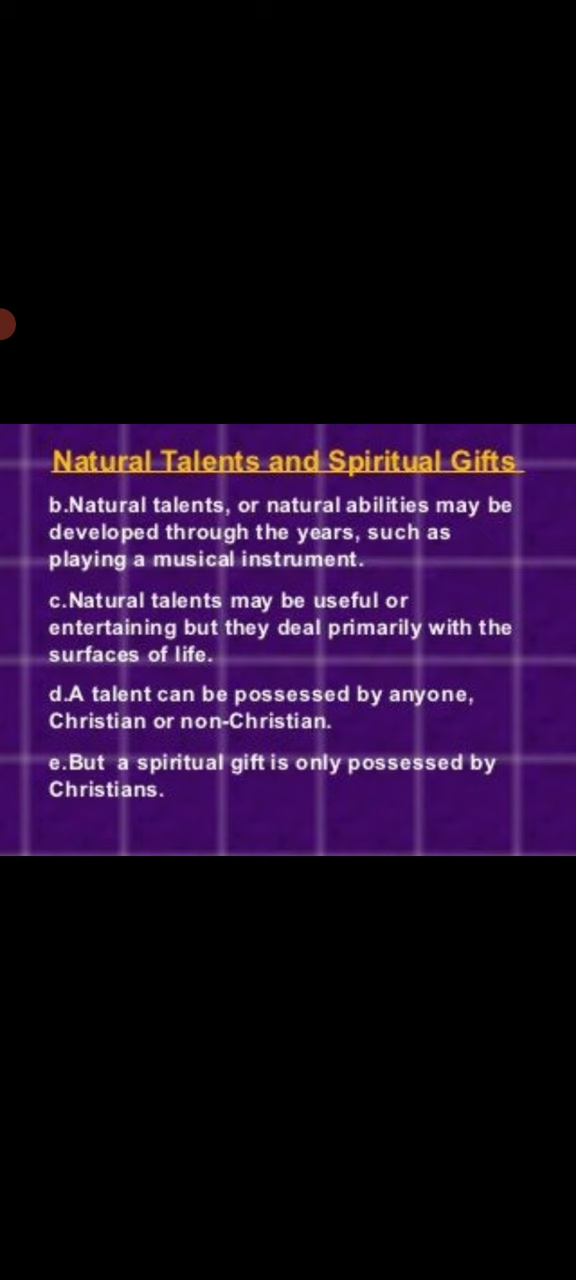 Natural Talents and Spiritual Gifts
b.Natural talents, or natural abilities may be
developed through the years, such as
playing a musical instrument.
c.Natural talents may be useful or
entertaining but they deal primarily with the
surfaces of life.
d.A talent can be possessed by anyone,
Christian or non-Christian.
e.But a spiritual gift is only possessed by
Christians.